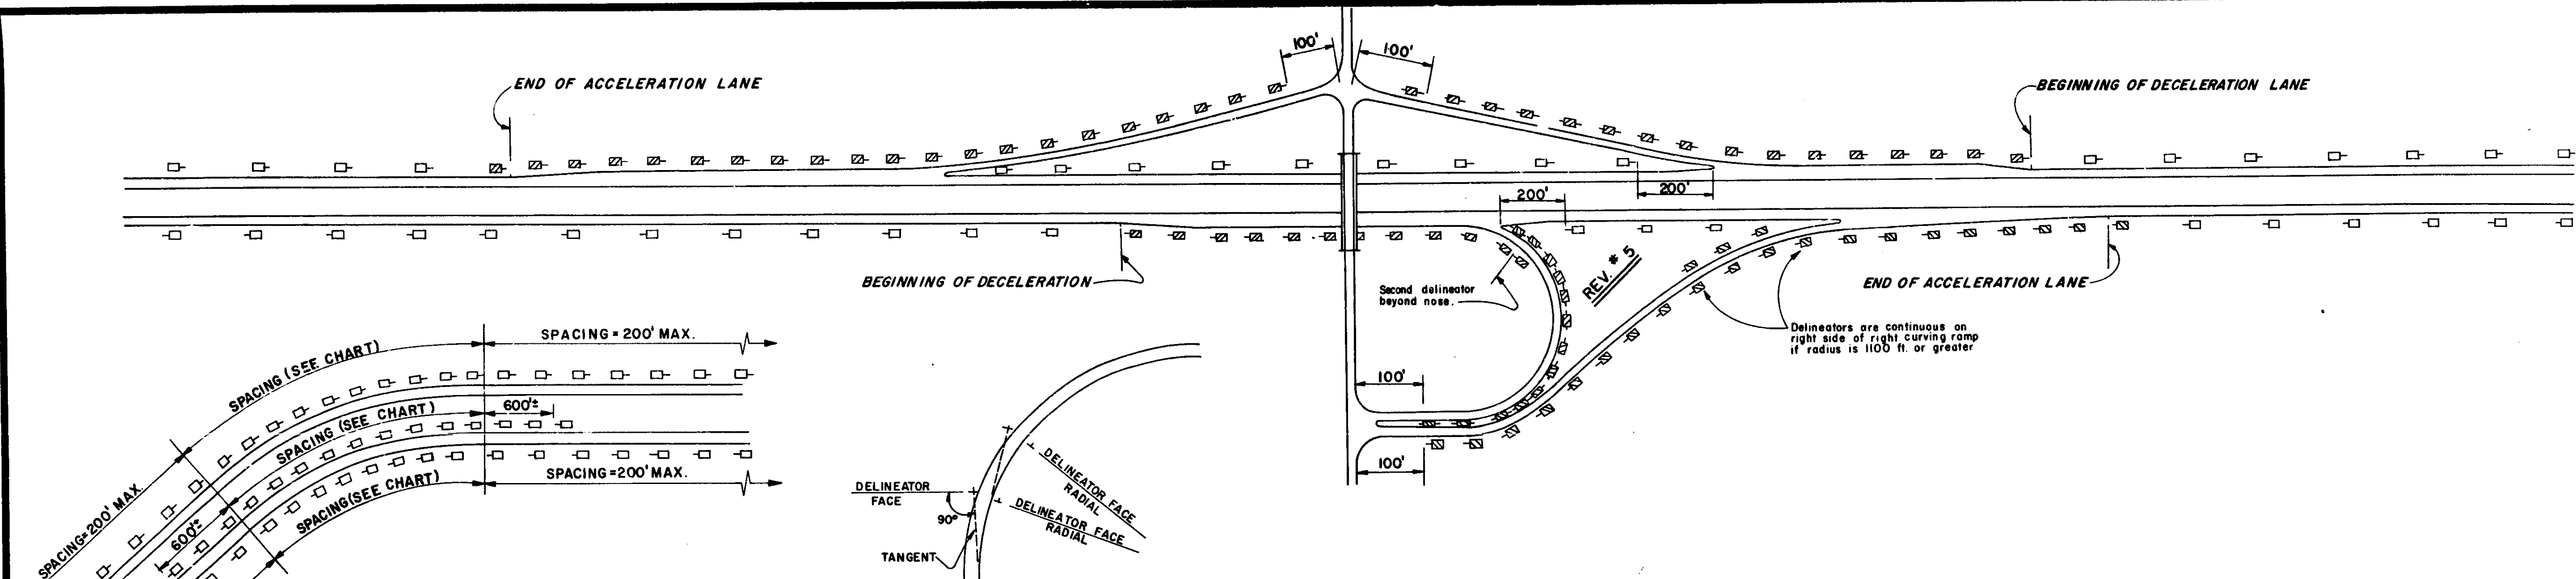 100'
100'
END OF ACCELERATION LANE
BEGINNING OF DECELERATION LANE
200'
200'
BEGINNING OF DECELERATION
Second delineator
beyond nose.
REV. # 5
END OF ACCELERATION LANE
Delineators are continuous on
right side of right curving ramp
if radius is 1100 ft. or greater
SPACING = 200' MAX.
SPACING (SEE CHART)
SPACING (SEE CHART)
600'±
100'
SPACING=200' MAX.
SPACING(SEE CHART)
SPACING=200' MAX.
600'±
DELINEATOR
FACE
90°
TANGENT
DELINEATOR FACE
RADIAL
DELINEATOR FACE
RADIAL
100'